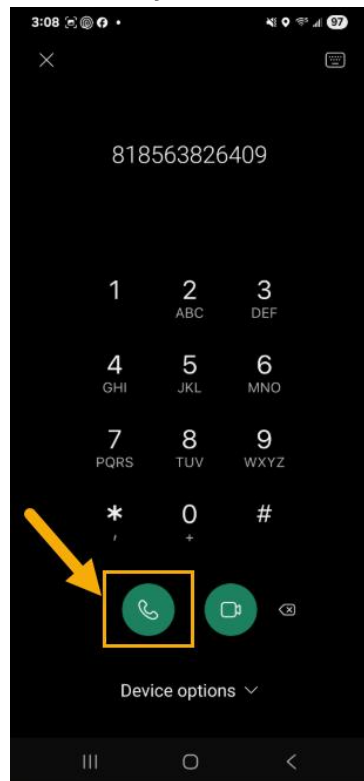 3:08 97
818563826409
1 2 3
ABC DEF
4 5 6
GHI JKL MNO
7 8 9
PQRS TUV WXYZ
* 0 #
, +
Device options